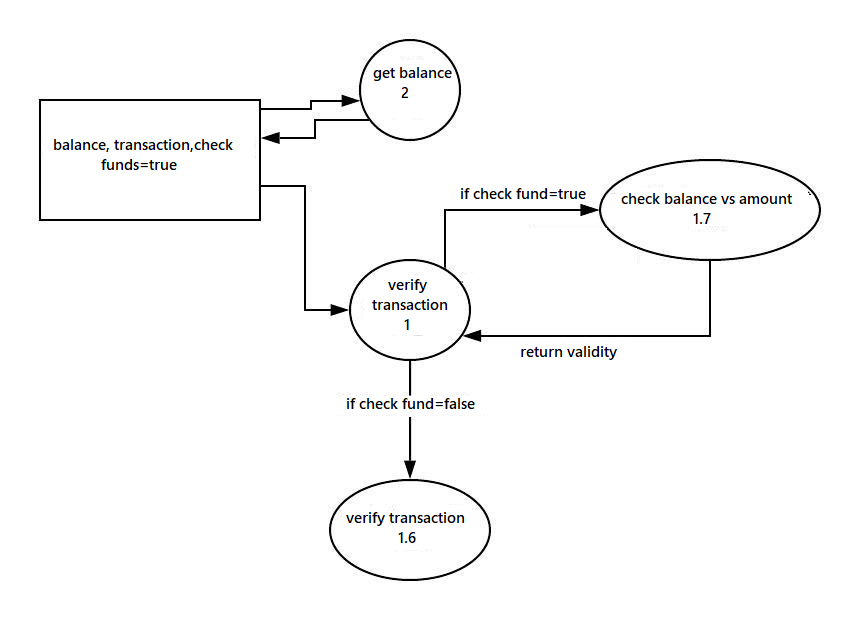 get balance
2
balance, transaction,check
funds=true
if check fund=true
check balance vs amount
1.7
verify
transaction
1
return validity
if check fund=false
verify transaction
1.6